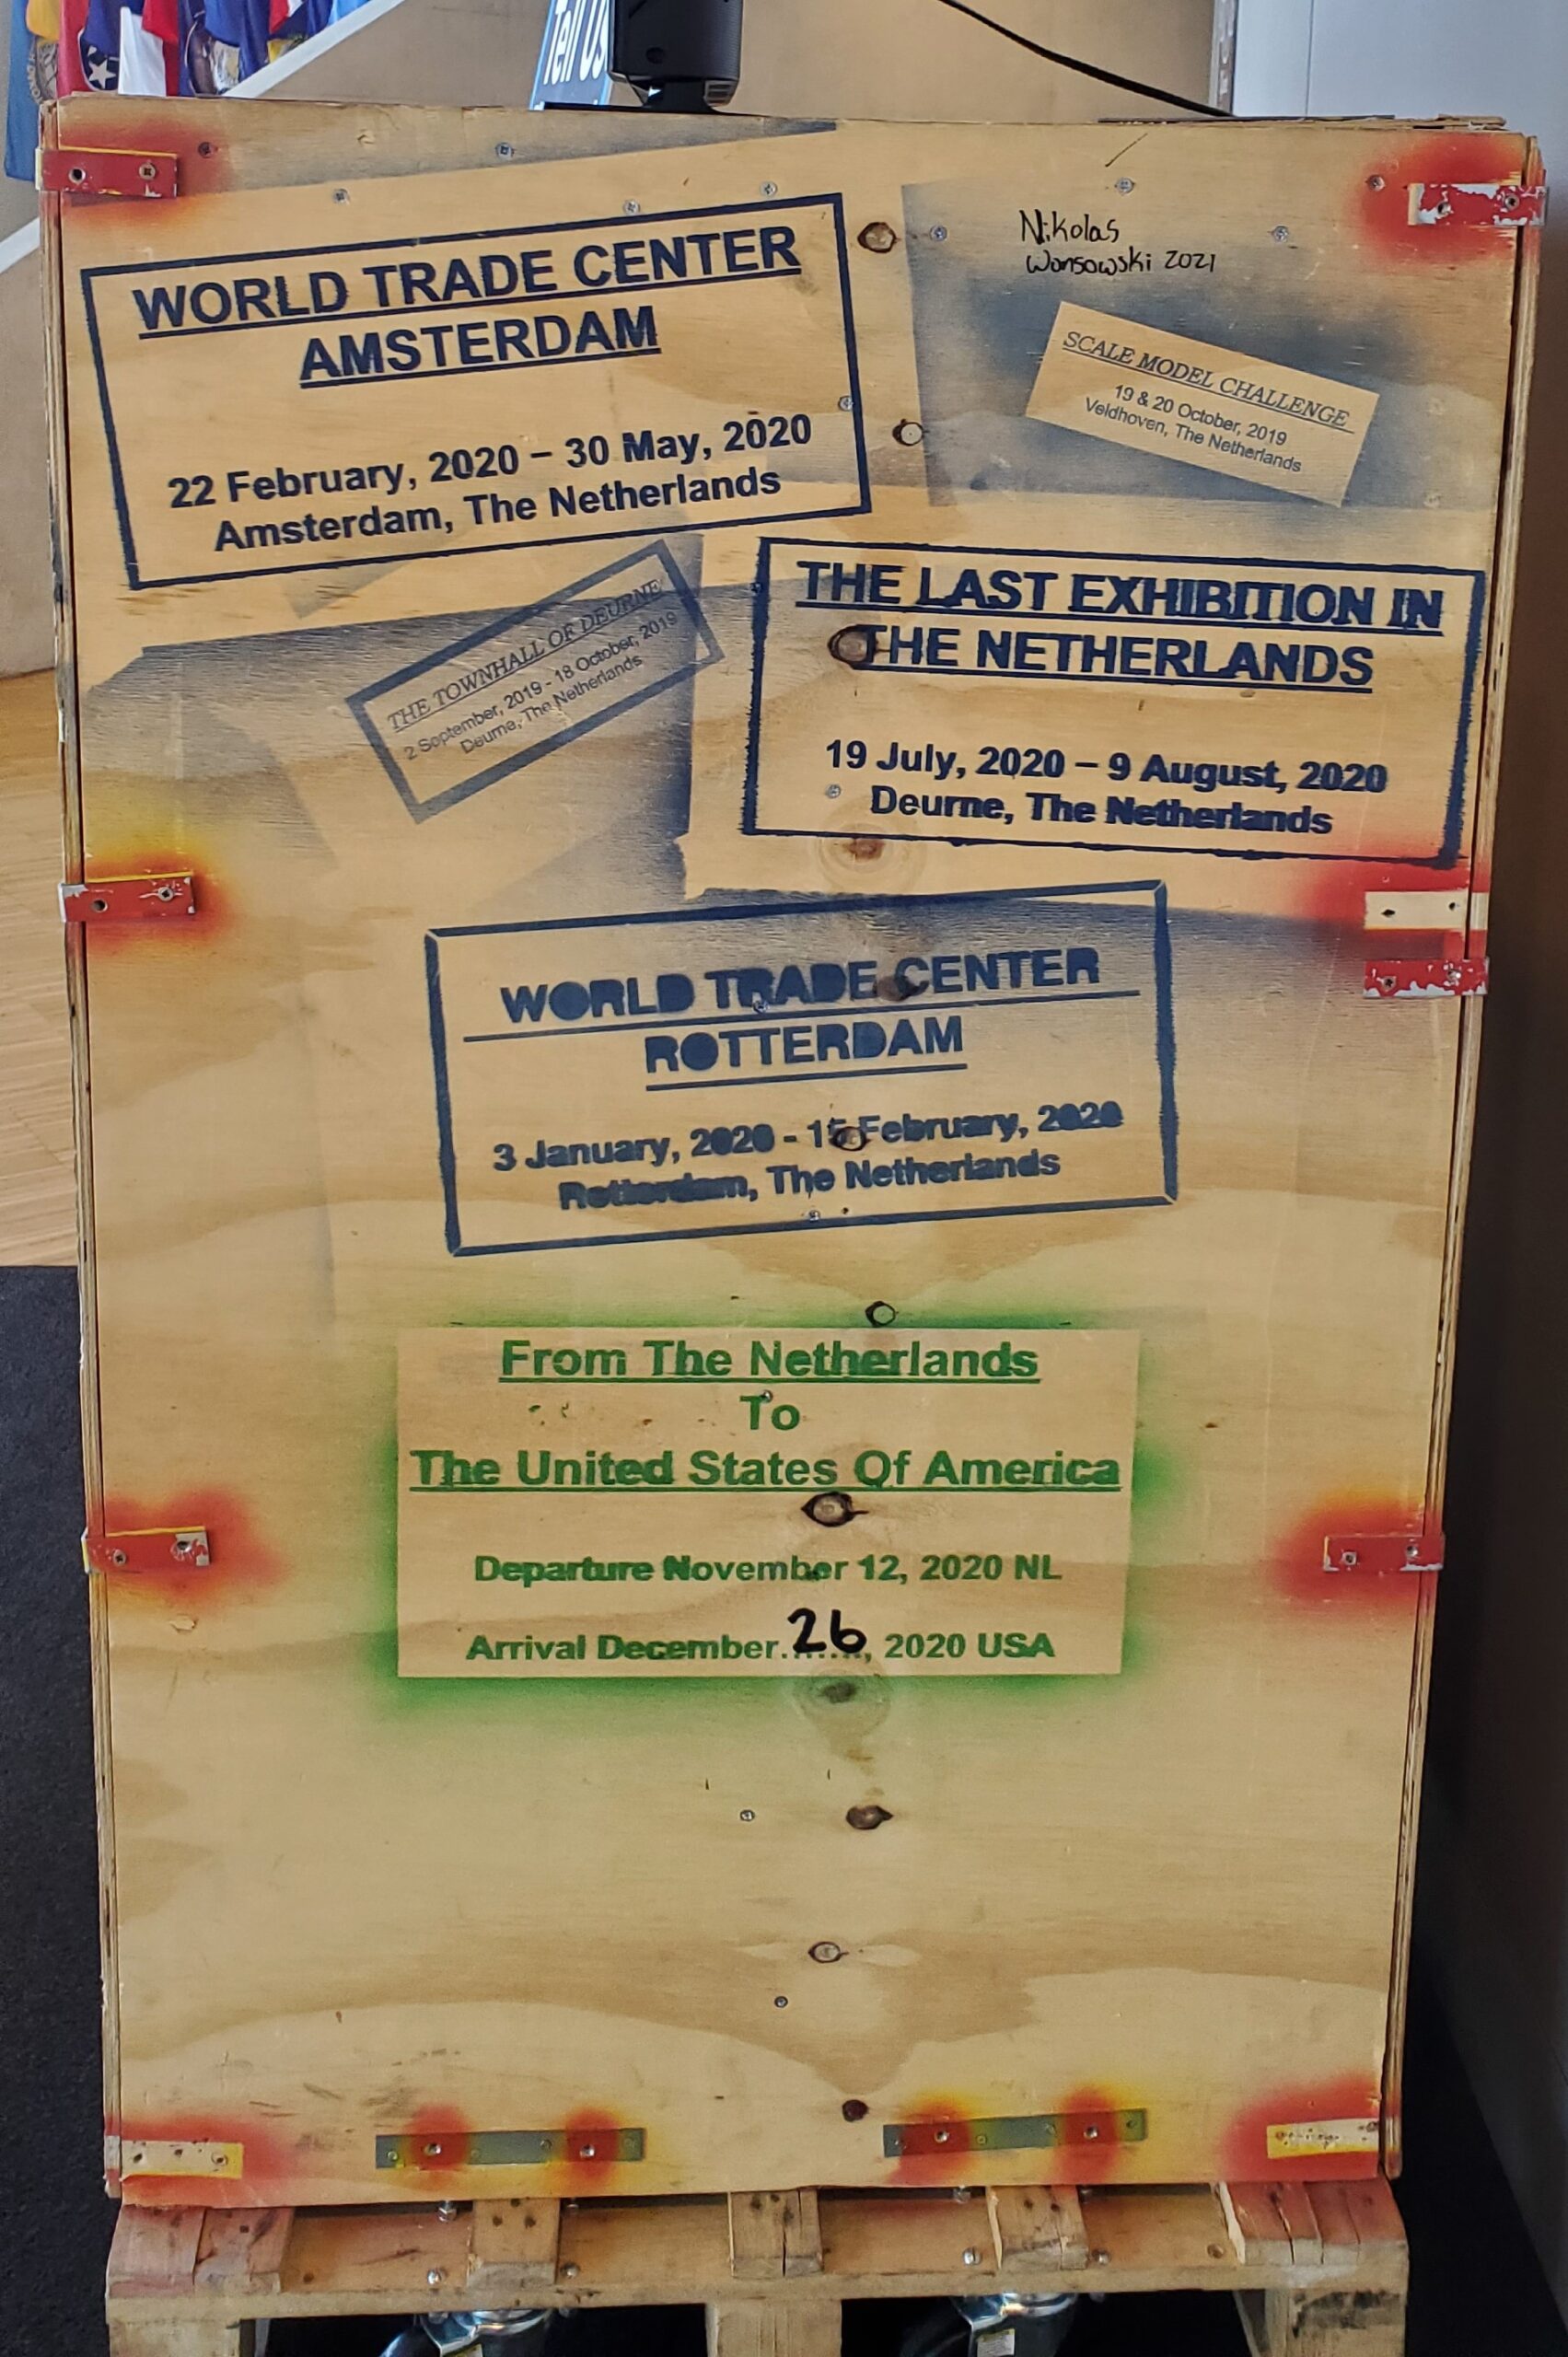 Tell Us
WORLD TRADE CENTER
AMSTERDAM
22 February, 2020 – 30 May, 2020
Amsterdam, The Netherlands
Nikolas
Wonsowski 2021
SCALE MODEL CHALLENGE
19 & 20 October, 2019
Veldhoven, The Netherlands
THE TOWNHALL OF DEURNE
2 September, 2019 - 18 October, 2019
Deurne, The Netherlands
THE LAST EXHIBITION IN
THE NETHERLANDS
19 July, 2020 – 9 August, 2020
Deurne, The Netherlands
WORLD TRADE CENTER
ROTTERDAM
3 January, 2020 - 15 February, 2020
Rotterdam, The Netherlands
From The Netherlands
To
The United States Of America
Departure November 12, 2020 NL
Arrival December.26..., 2020 USA